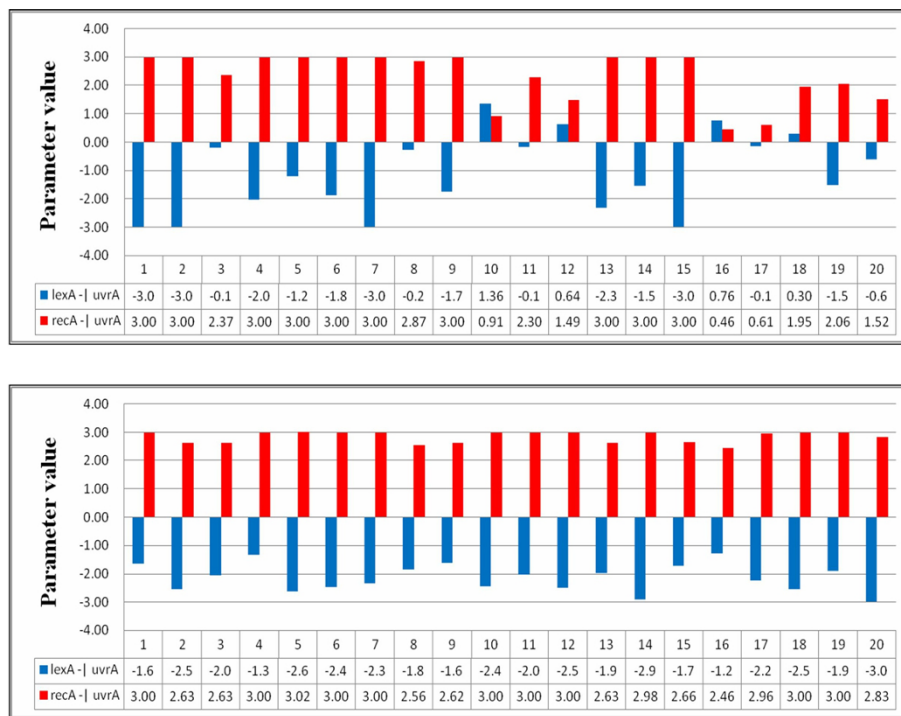 4.00
3.00
2.00
1.00
0.00
-1.00
-2.00
-3.00
-4.00
Parameter value
1 2 3 4 5 6 7 8 9 10 11 12 13 14 15 16 17 18 19 20
lexA -| uvrA -3.0 -3.0 -0.1 -2.0 -1.2 -1.8 -3.0 -0.2 -1.7 1.36 -0.1 0.64 -2.3 -1.5 -3.0 0.76 -0.1 0.30 -1.5 -0.6
recA -| uvrA 3.00 3.00 2.37 3.00 3.00 3.00 3.00 2.87 3.00 0.91 2.30 1.49 3.00 3.00 3.00 0.46 0.61 1.95 2.06 1.52
4.00
3.00
2.00
1.00
0.00
-1.00
-2.00
-3.00
-4.00
Parameter value
1 2 3 4 5 6 7 8 9 10 11 12 13 14 15 16 17 18 19 20
lexA -| uvrA -1.6 -2.5 -2.0 -1.3 -2.6 -2.4 -2.3 -1.8 -1.6 -2.4 -2.0 -2.5 -1.9 -2.9 -1.7 -1.2 -2.2 -2.5 -1.9 -3.0
recA -| uvrA 3.00 2.63 2.63 3.00 3.02 3.00 3.00 2.56 2.62 3.00 3.00 3.00 2.63 2.98 2.66 2.46 2.96 3.00 3.00 2.83